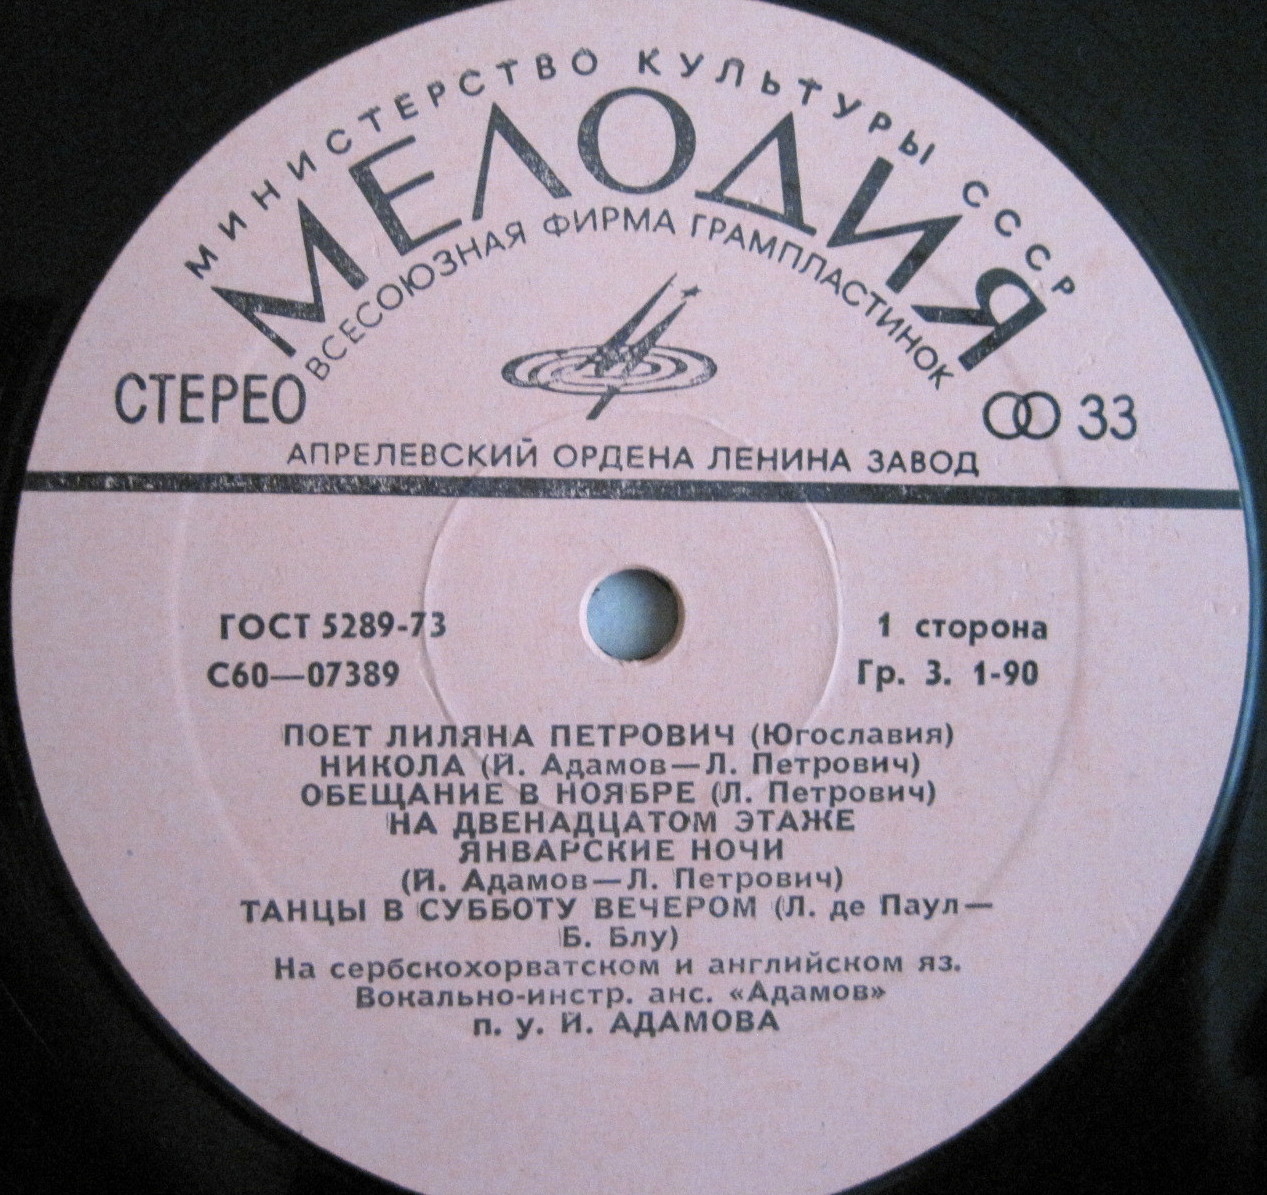 МИНИСТЕРСТВО КУЛЬТУРЫ СССР
МЕЛОДИЯ
ВСЕСОЮЗНАЯ ФИРМА ГРАМПЛАСТИНОК
СТЕРЕО
33
АПРЕЛЕВСКИЙ ОРДЕНА ЛЕНИНА ЗАВОД
ГОСТ 5289-73
1 сторона
С60—07389
Гр. 3. 1-90
ПОЕТ ЛИЛЯНА ПЕТРОВИЧ (Югославия)
НИКОЛА (Й. Адамов—Л. Петрович)
ОБЕЩАНИЕ В НОЯБРЕ (Л. Петрович)
НА ДВЕНАДЦАТОМ ЭТАЖЕ
ЯНВАРСКИЕ НОЧИ
(Й. Адамов—Л. Петрович)
ТАНЦЫ В СУББОТУ ВЕЧЕРОМ (Л. де Паул—
Б. Блу)
На сербскохорватском и английском яз.
Вокально-инстр. анс. «Адамов»
п. у. Й. АДАМОВА